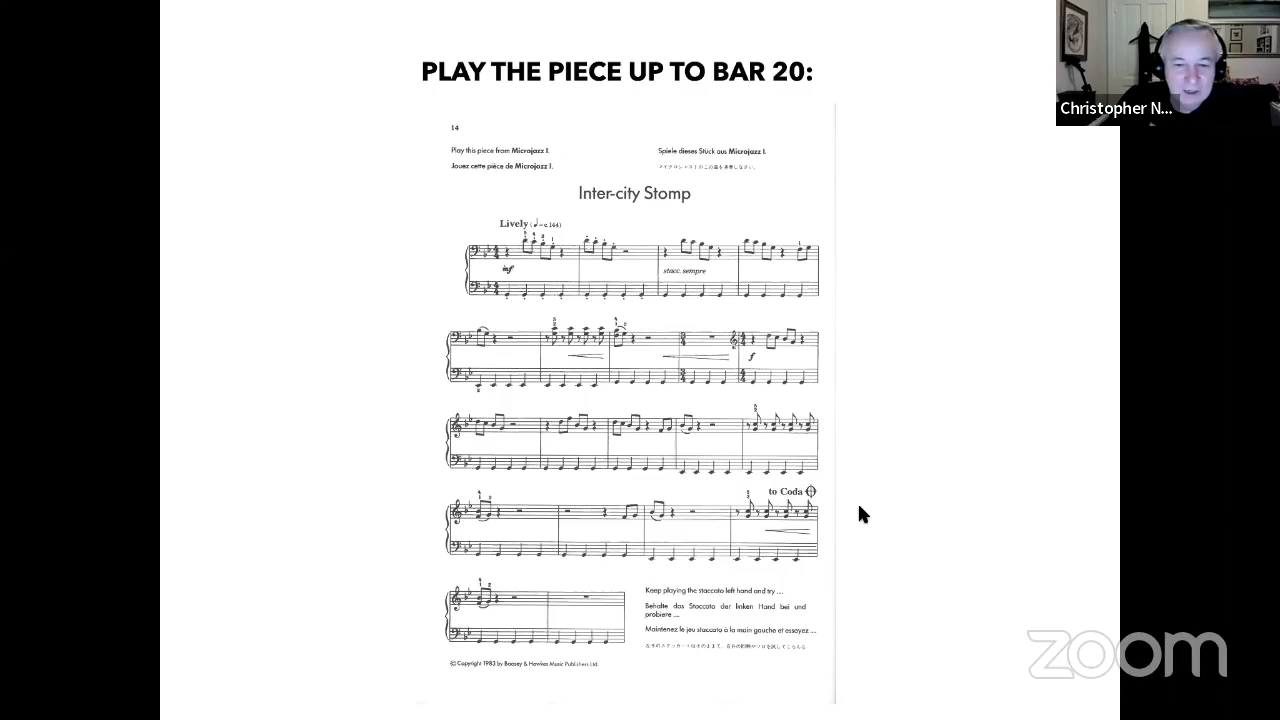 PLAY THE PIECE UP TO BAR 20:
Christopher N...
14
Play this piece from Microjazz I.
Jouez cette pièce de Microjazz I.
Spiele dieses Stück aus Microjazz I.
Inter-city Stomp
Lively (♩=c.144)
mf
stacc. sempre
f
to Coda
Keep playing the staccato left hand and try ...
Behalte das Staccato der linken Hand bei und
probiere ....
Maintenez le jeu staccato à la main gauche et essayez ...
© Copyright 1983 by Boosey & Hawkes Music Publishers Ltd.
zoom